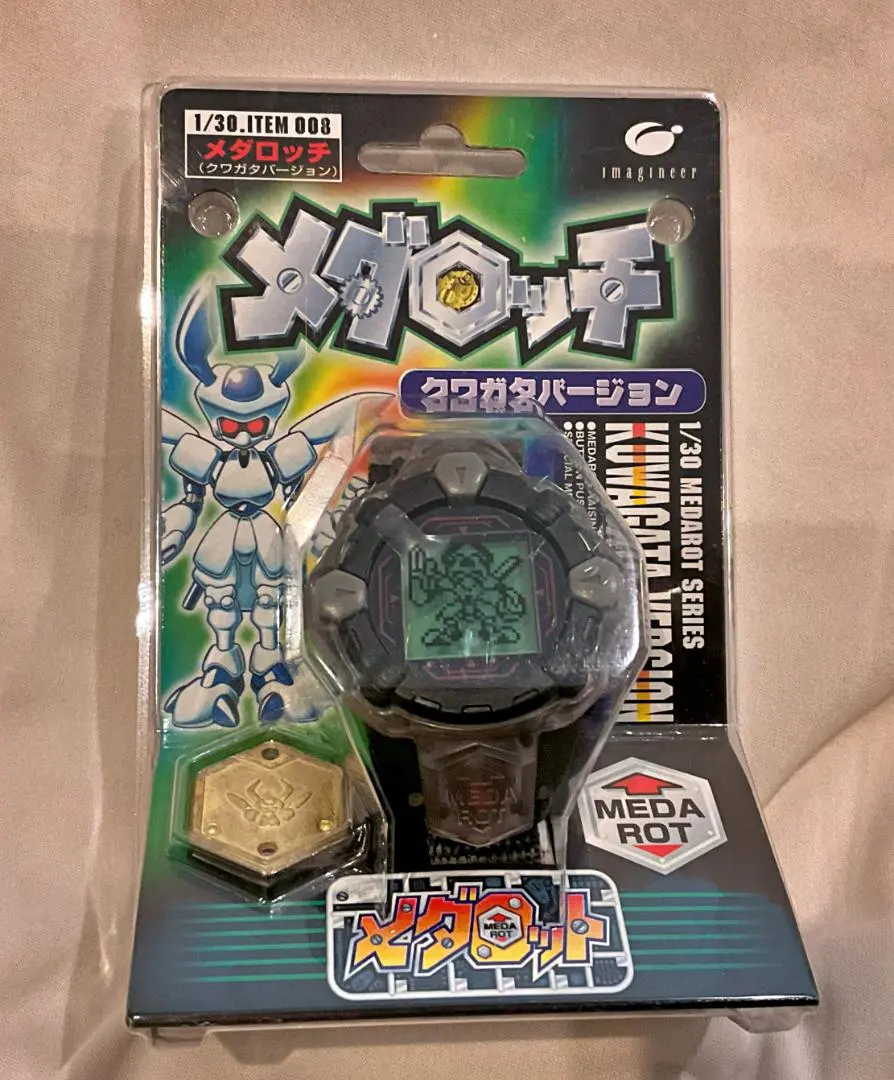 1/30.ITEM 008
メダロッチ
(クワガタバージョン)
imagineer
メダロッチ
クワガタバージョン
1/30 MEDAROT SERIES
KUWAGATA VERSION
MEDA
ROT
MEDA
ROT
メダロット
MEDA
ROT